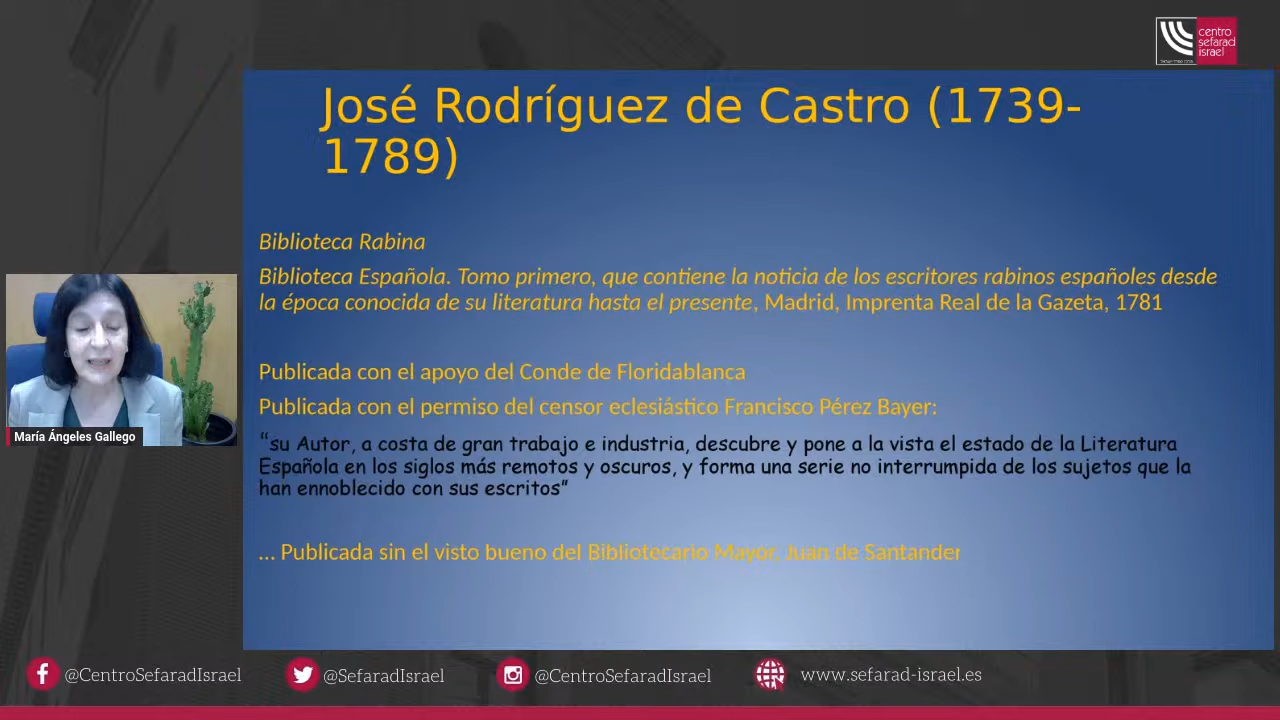 centro
sefarad
israel
José Rodríguez de Castro (1739-
1789)
Biblioteca Rabina
Biblioteca Española. Tomo primero, que contiene la noticia de los escritores rabinos españoles desde
la época conocida de su literatura hasta el presente, Madrid, Imprenta Real de la Gazeta, 1781
Publicada con el apoyo del Conde de Floridablanca
Publicada con el permiso del censor eclesiástico Francisco Pérez Bayer:
“su Autor, a costa de gran trabajo e industria, descubre y pone a la vista el estado de la Literatura
Española en los siglos más remotos y oscuros, y forma una serie no interrumpida de los sujetos que la
han ennoblecido con sus escritos”
... Publicada sin el visto bueno del Bibliotecario Mayor, Juan de Santander
María Ángeles Gallego
@CentroSefaradIsrael
@SefaradIsrael
@CentroSefaradIsrael
www.sefarad-israel.es